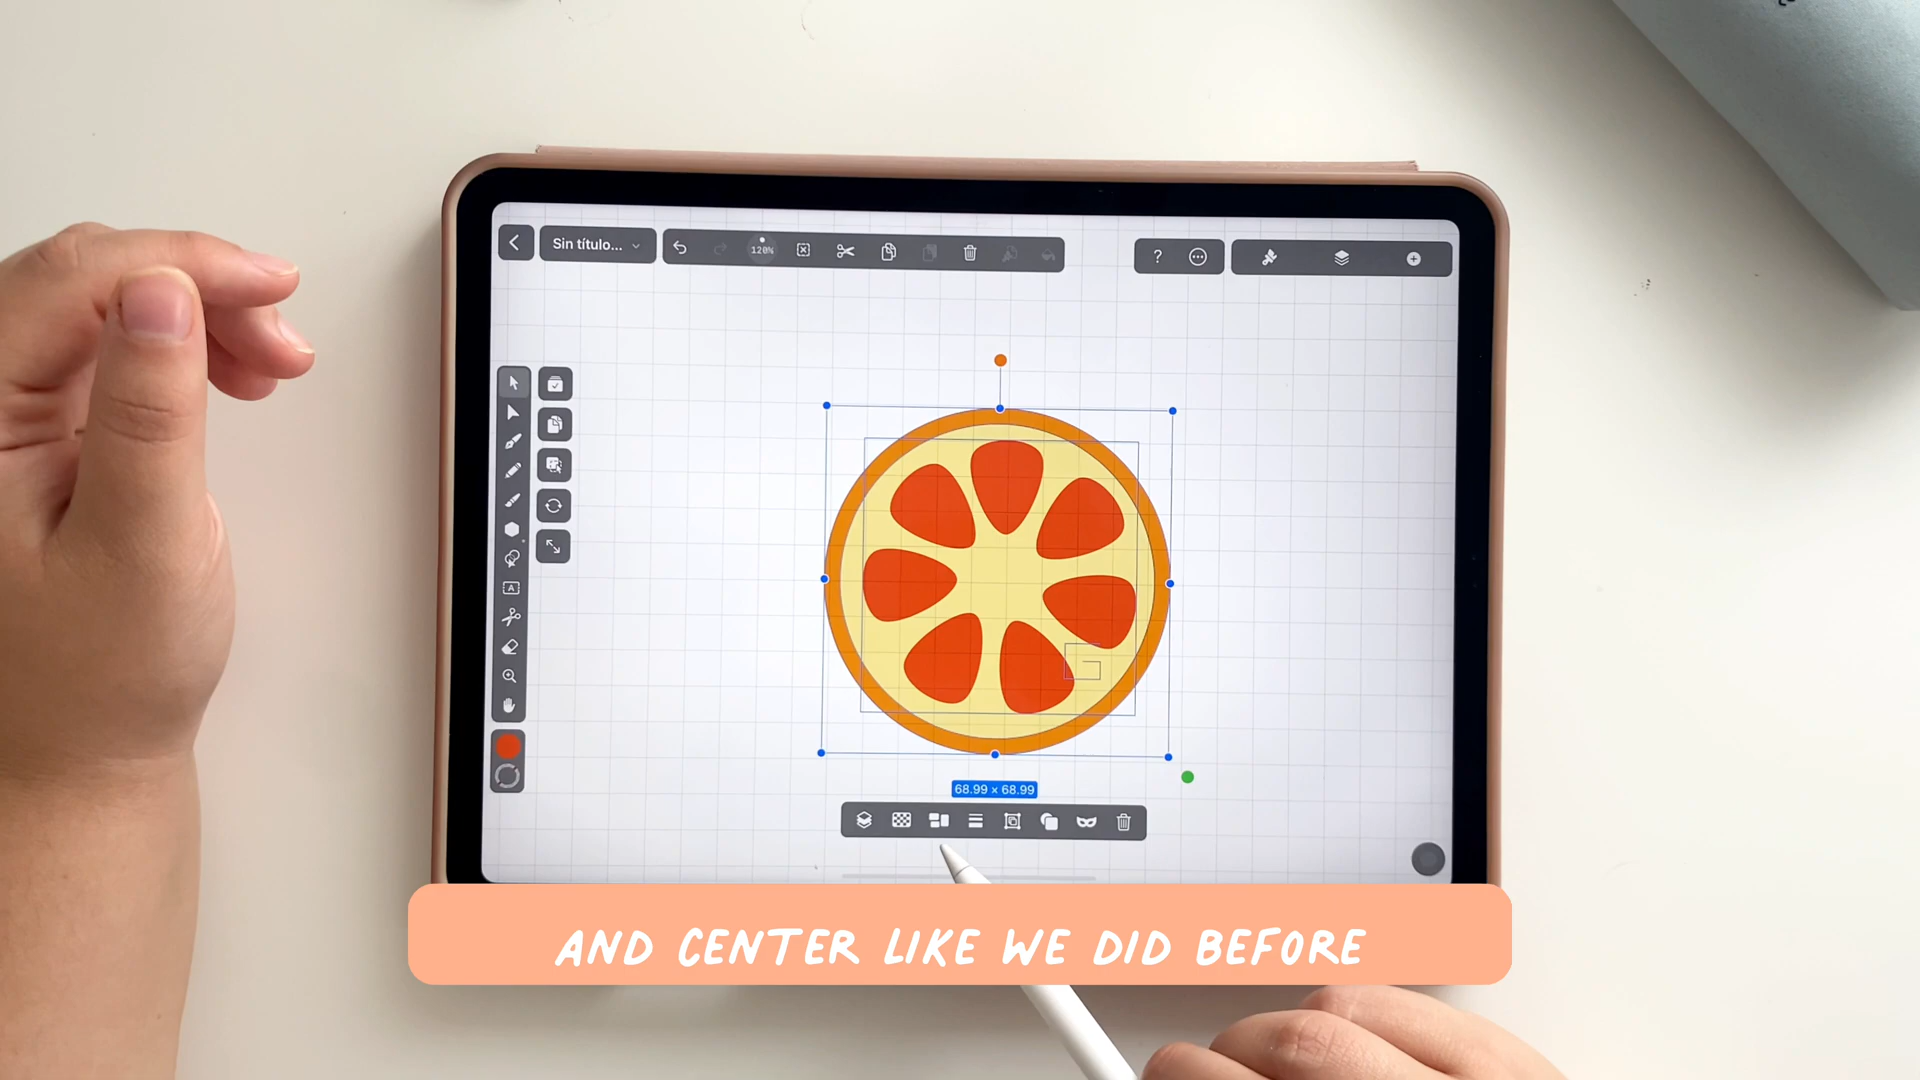 Sin título...
120%
?
A
68.99 × 68.99
AND CENTER LIKE WE DID BEFORE